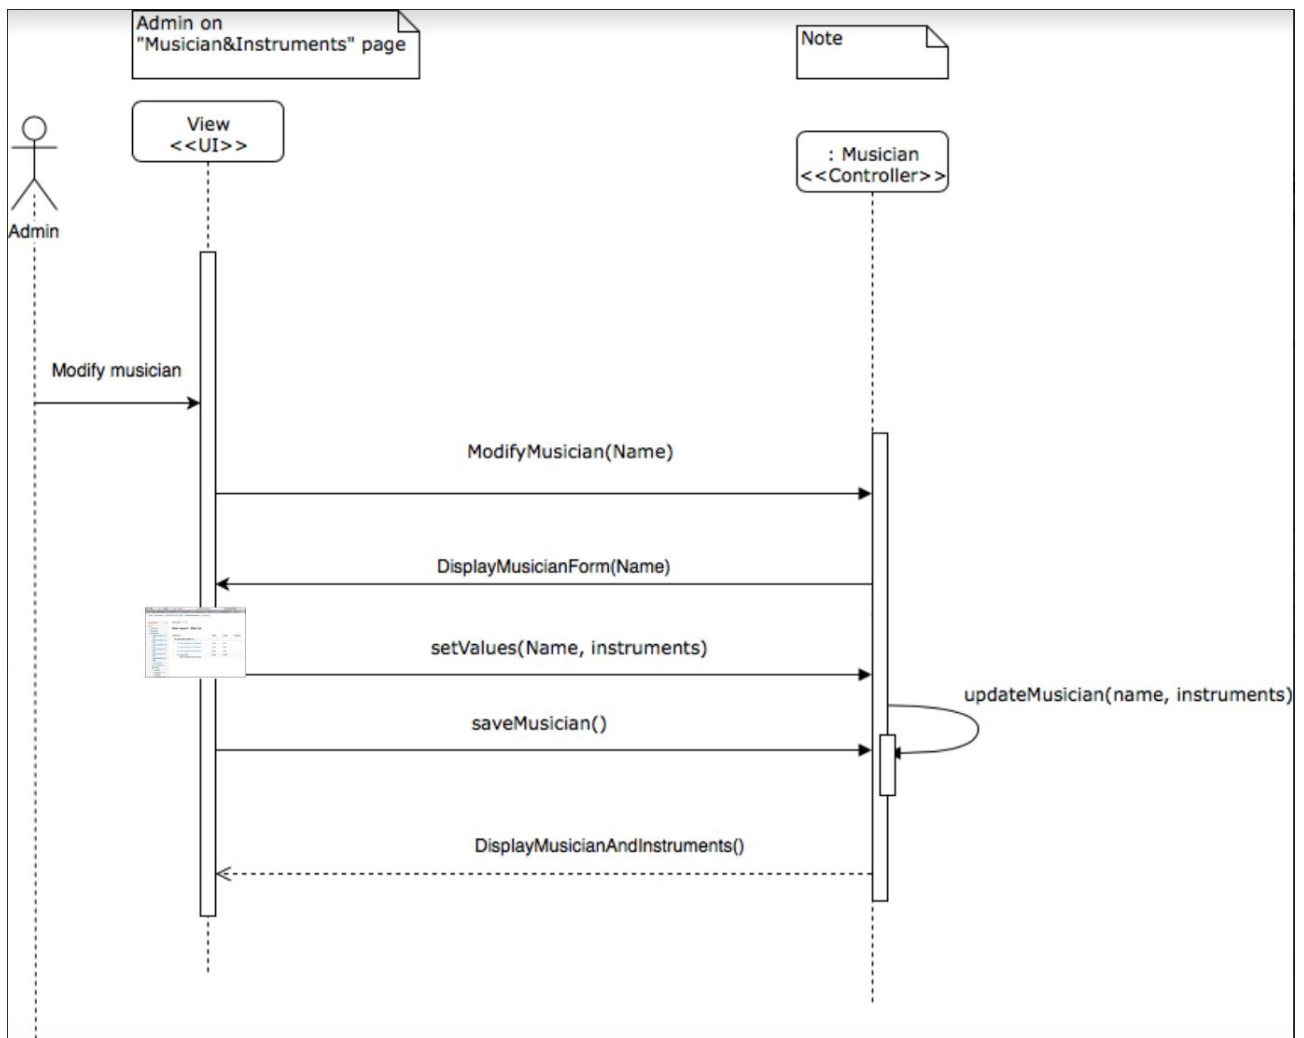 Admin on
"Musician&Instruments" page
Note
View
<<UI>>
: Musician
<<Controller>>
Admin
Modify musician
ModifyMusician(Name)
DisplayMusicianForm(Name)
setValues(Name, instruments)
updateMusician(name, instruments)
saveMusician()
DisplayMusicianAndInstruments()